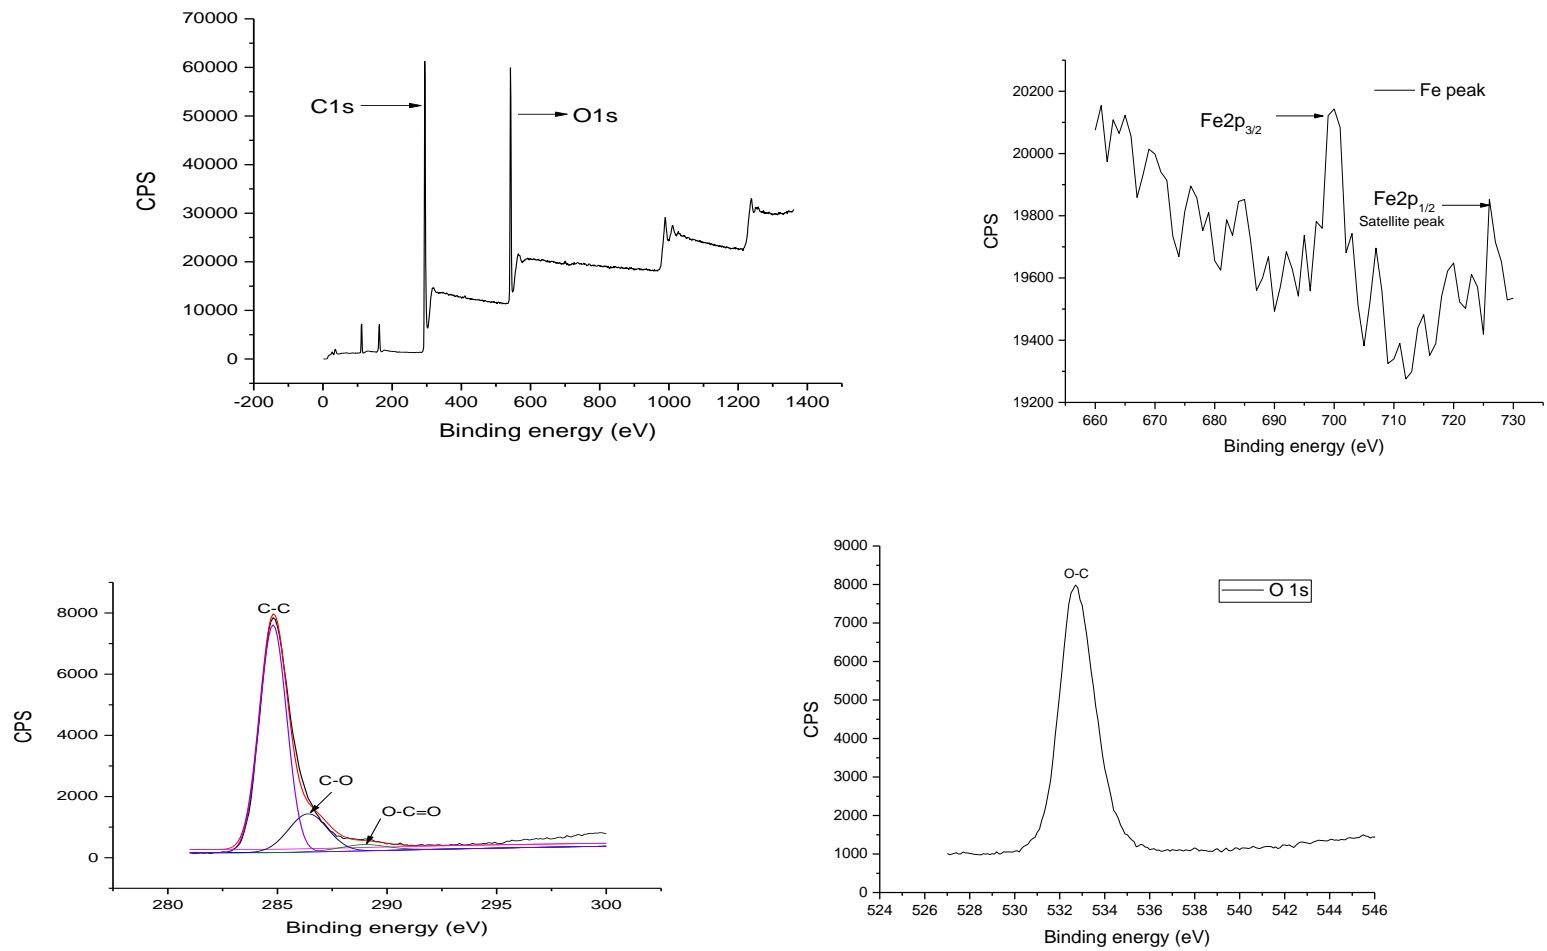 70000
60000
50000
40000
30000
20000
10000
0
CPS
C1s
O1s
-200 0 200 400 600 800 1000 1200 1400
Binding energy (eV)
20200
20000
19800
19600
19400
19200
CPS
Fe peak
Fe2p3/2
Fe2p1/2
Satellite peak
660 670 680 690 700 710 720 730
Binding energy (eV)
8000
6000
4000
2000
0
CPS
C-C
C-O
O-C=O
280 285 290 295 300
Binding energy (eV)
9000
8000
7000
6000
5000
4000
3000
2000
1000
0
CPS
O-C
O 1s
524 526 528 530 532 534 536 538 540 542 544 546
Binding energy (eV)